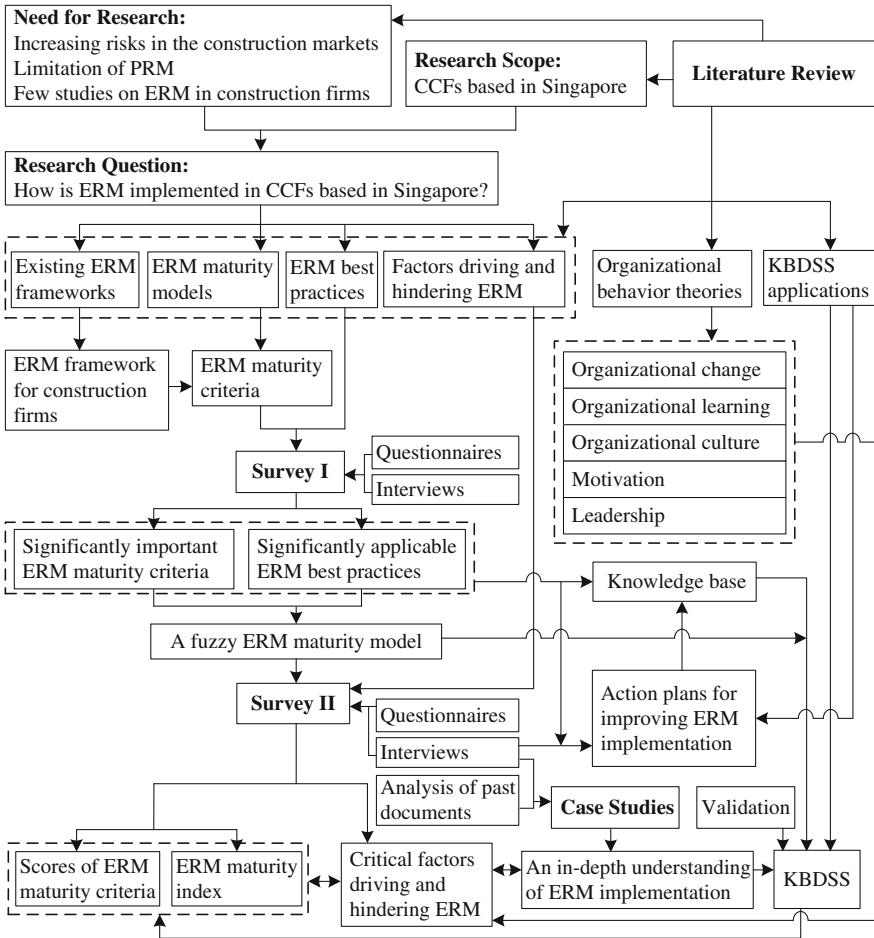 Need for Research:
Increasing risks in the construction markets
Limitation of PRM
Few studies on ERM in construction firms
Research Scope:
CCFs based in Singapore
Literature Review
Research Question:
How is ERM implemented in CCFs based in Singapore?
Existing ERM
frameworks
ERM maturity
models
ERM best
practices
Factors driving and
hindering ERM
Organizational
behavior theories
KBDSS
applications
ERM framework
for construction
firms
ERM maturity
criteria
Organizational change
Organizational learning
Organizational culture
Motivation
Leadership
Survey I
Questionnaires
Interviews
Significantly important
ERM maturity criteria
Significantly applicable
ERM best practices
Knowledge base
A fuzzy ERM maturity model
Survey II
Questionnaires
Interviews
Analysis of past
documents
Action plans for
improving ERM
implementation
Case Studies
Validation
Scores of ERM
maturity criteria
ERM maturity
index
Critical factors
driving and
hindering ERM
An in-depth understanding
of ERM implementation
KBDSS